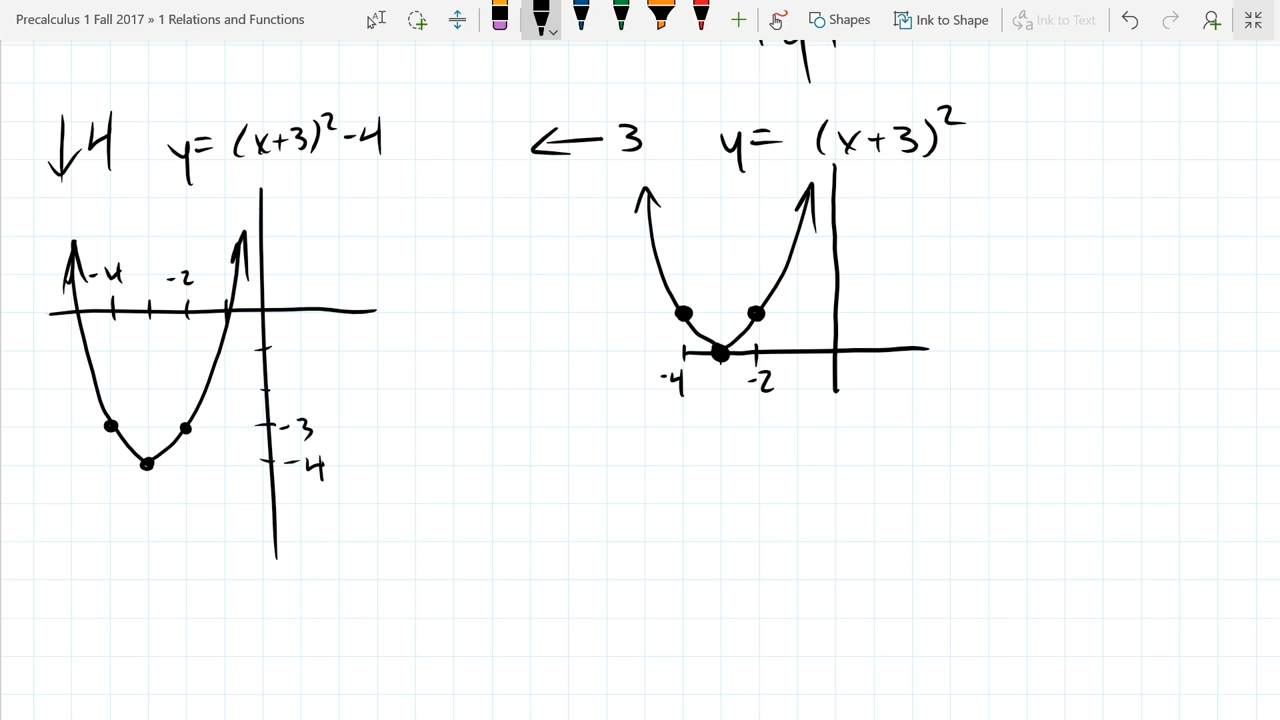 Precalculus 1 Fall 2017 » 1 Relations and Functions
Shapes
Ink to Shape
Ink to Text
↓4 y = (x+3)² - 4
-4 -2
-3
-4
← 3 y = (x+3)²
-4 -2